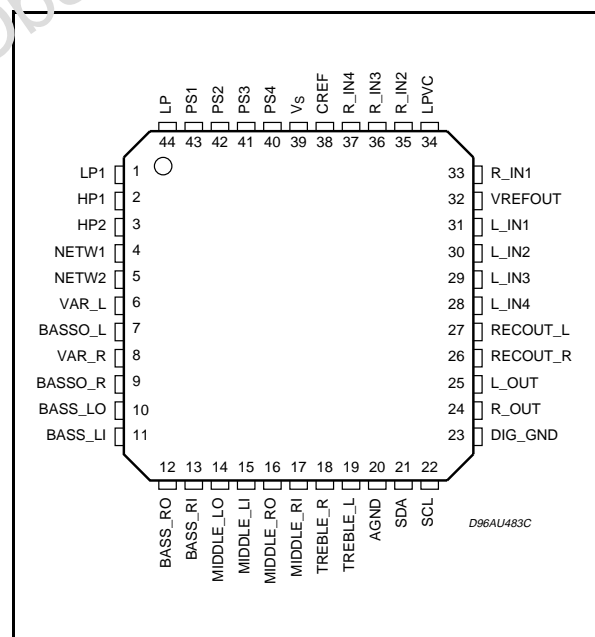 LP
PS1
PS2
PS3
PS4
Vs
CREF
R_IN4
R_IN3
R_IN2
LPVC
44 43 42 41 40 39 38 37 36 35 34
LP1 1 33 R_IN1
HP1 2 32 VREFOUT
HP2 3 31 L_IN1
NETW1 4 30 L_IN2
NETW2 5 29 L_IN3
VAR_L 6 28 L_IN4
BASSO_L 7 27 RECOUT_L
VAR_R 8 26 RECOUT_R
BASSO_R 9 25 L_OUT
BASS_LO 10 24 R_OUT
BASS_LI 11 23 DIG_GND
12 13 14 15 16 17 18 19 20 21 22
BASS_RO
BASS_RI
MIDDLE_LO
MIDDLE_LI
MIDDLE_RO
MIDDLE_RI
TREBLE_R
TREBLE_L
AGND
SDA
SCL
D96AU483C